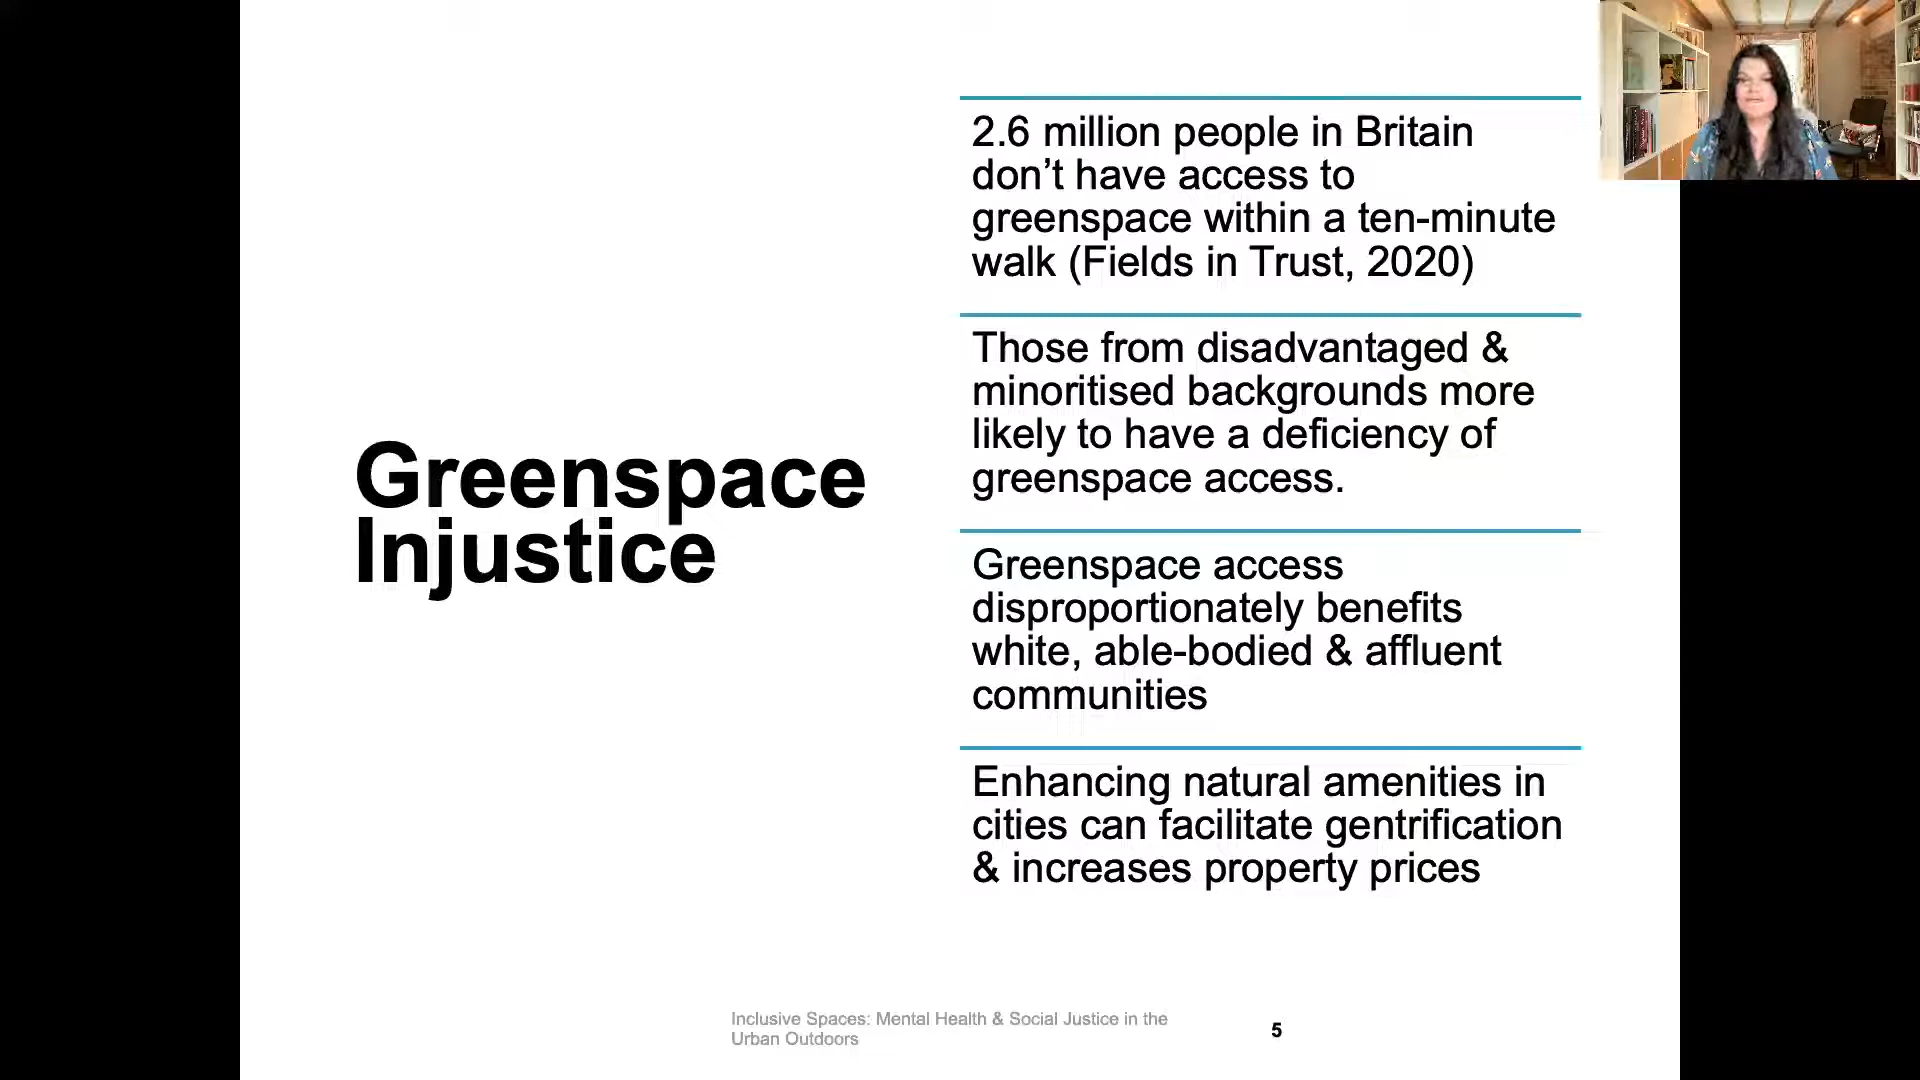 Greenspace
Injustice
2.6 million people in Britain
don’t have access to
greenspace within a ten-minute
walk (Fields in Trust, 2020)
Those from disadvantaged &
minoritised backgrounds more
likely to have a deficiency of
greenspace access.
Greenspace access
disproportionately benefits
white, able-bodied & affluent
communities
Enhancing natural amenities in
cities can facilitate gentrification
& increases property prices
Inclusive Spaces: Mental Health & Social Justice in the
Urban Outdoors
5